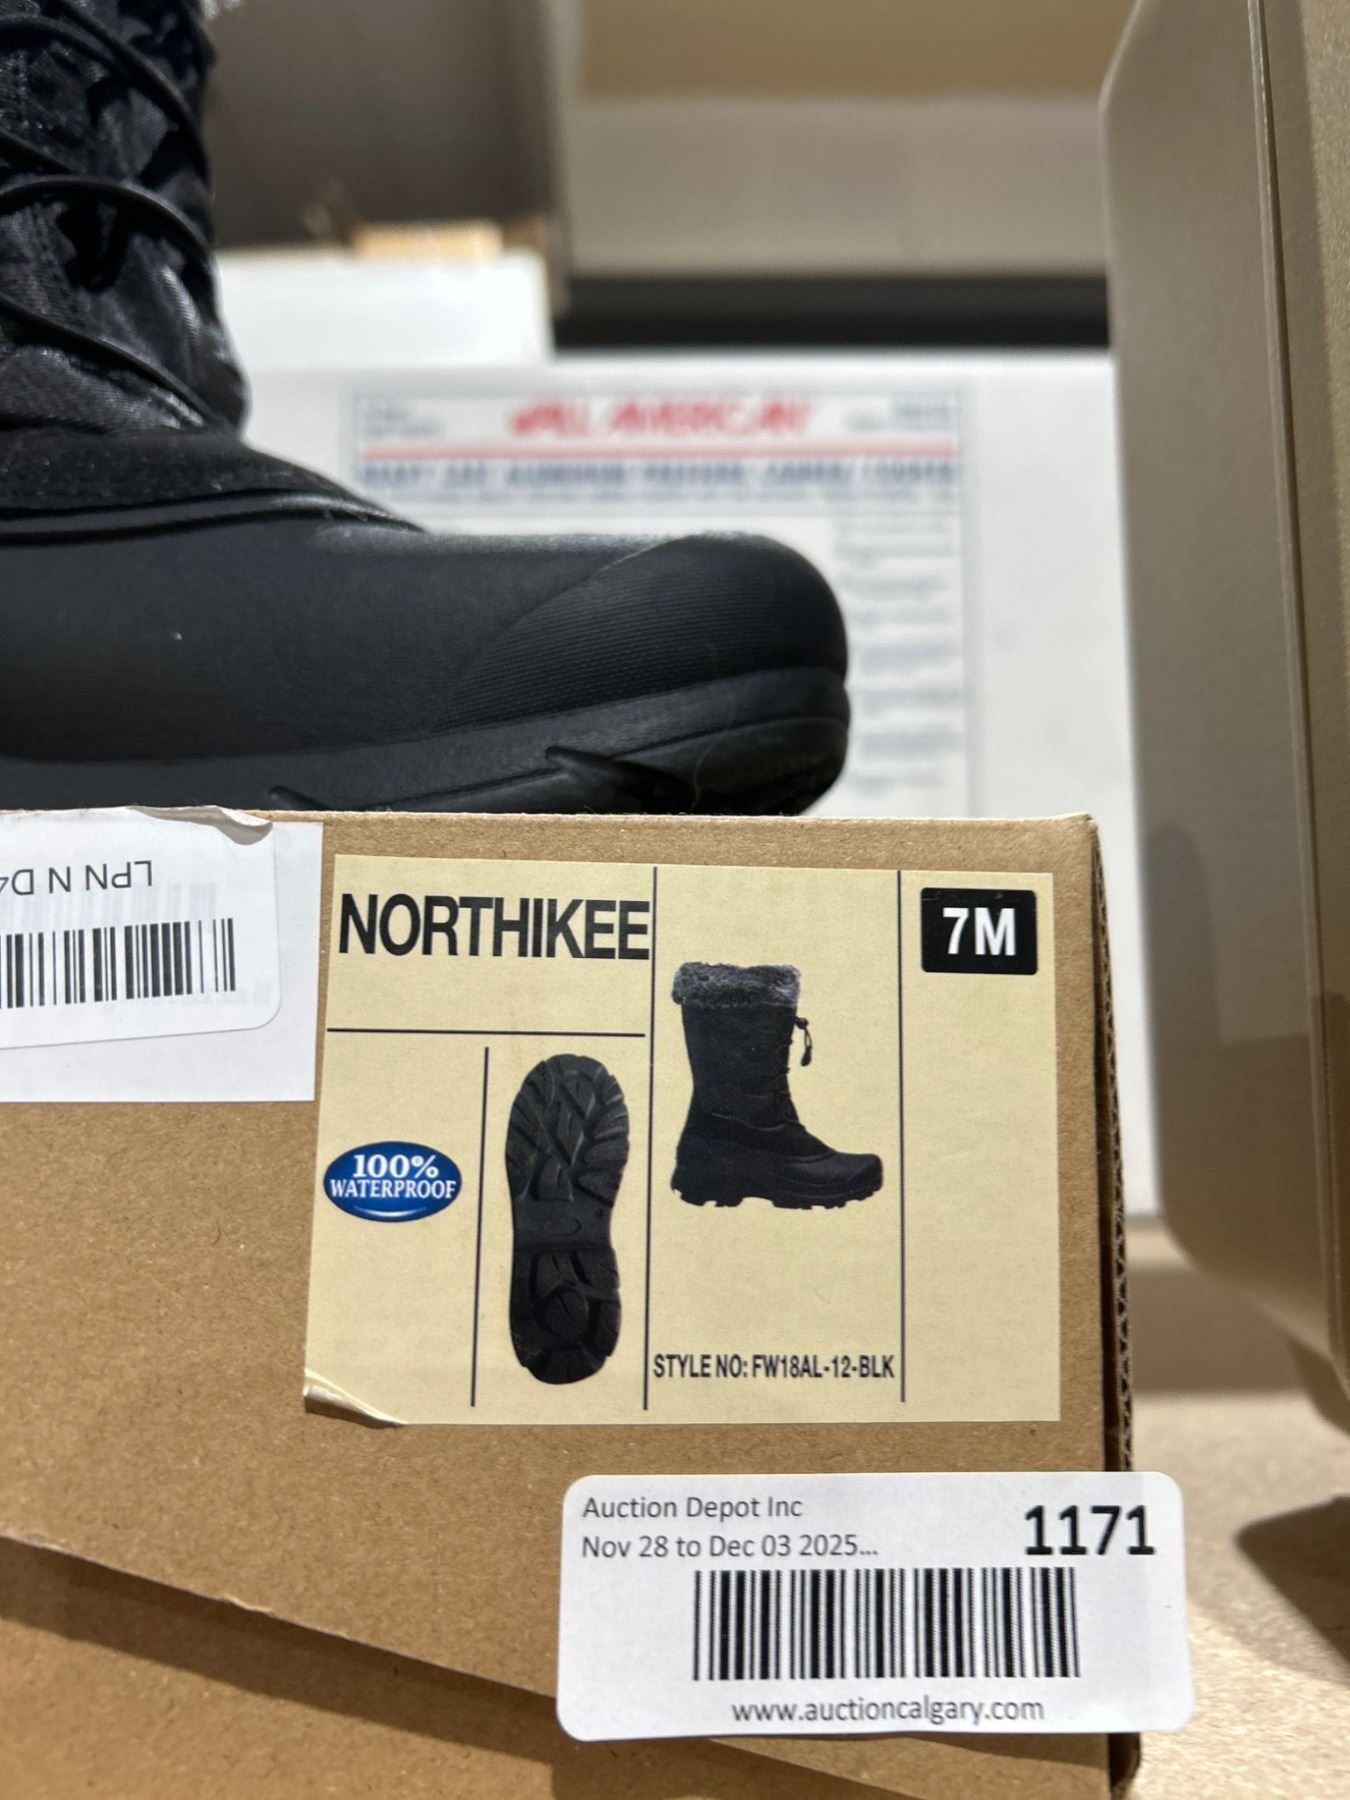 ALL AMERICAN
LPN N D4
NORTHIKEE
7M
100%
WATERPROOF
STYLE NO: FW18AL-12-BLK
Auction Depot Inc
1171
Nov 28 to Dec 03 2025...
www.auctioncalgary.com